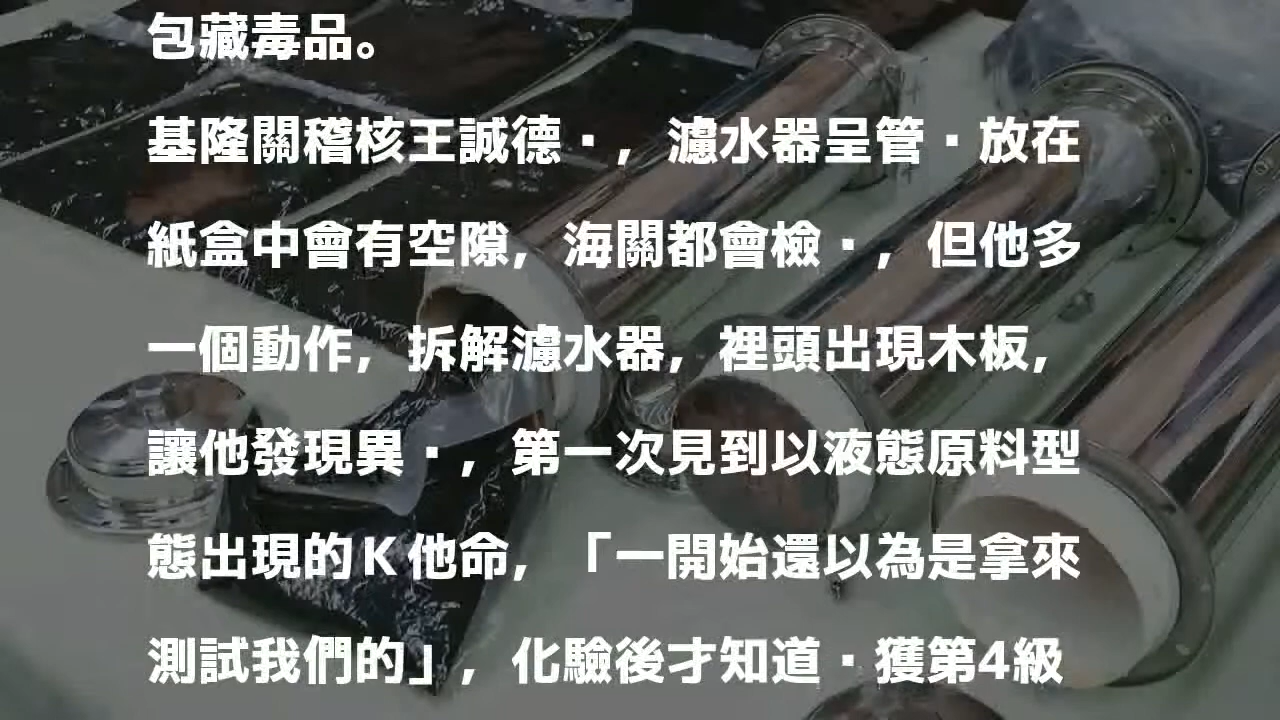 包藏毒品。
基隆關稽核王誠德▪，濾水器呈管▪放在
紙盒中會有空隙，海關都會檢▪，但他多
一個動作，拆解濾水器，裡頭出現木板，
讓他發現異▪，第一次見到以液態原料型
態出現的K他命，「一開始還以為是拿來
測試我們的」，化驗後才知道▪獲第4級